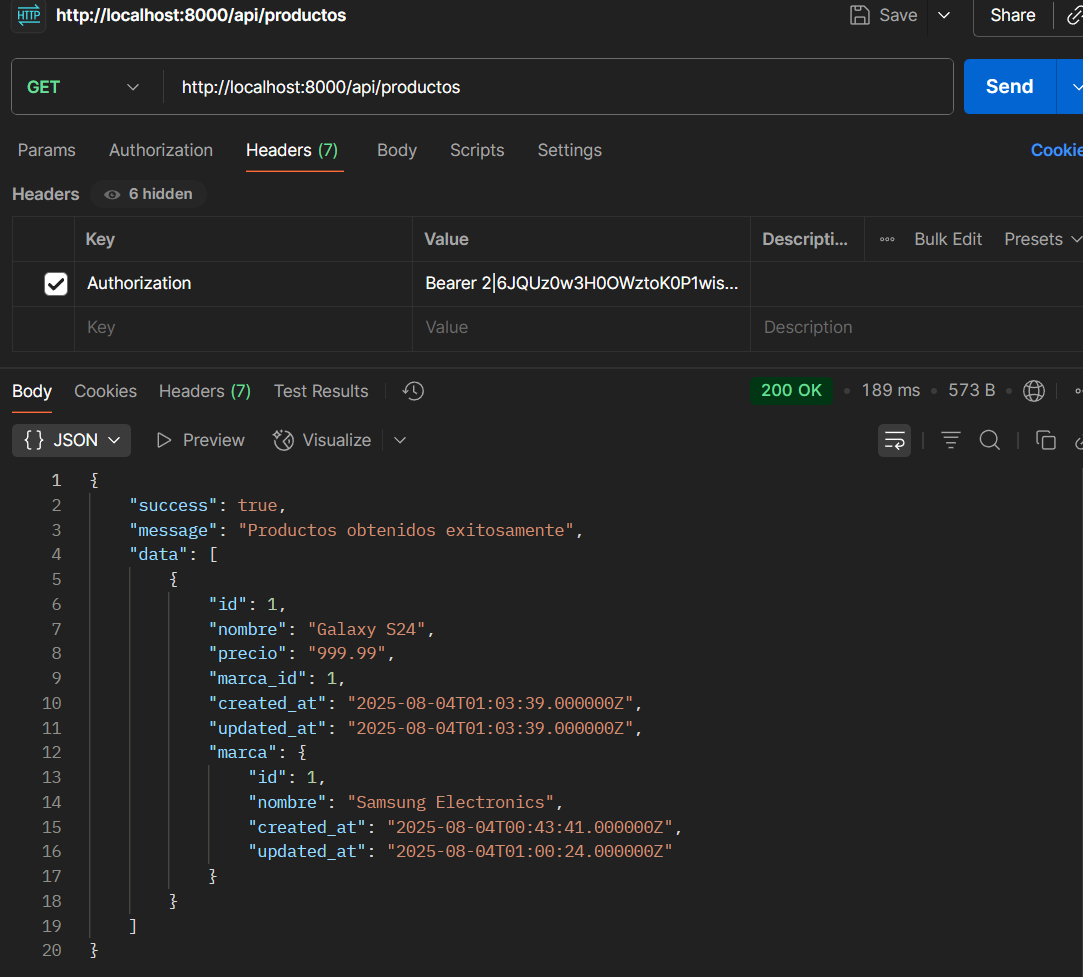 HTTP http://localhost:8000/api/productos Save Share
GET http://localhost:8000/api/productos Send
Params Authorization Headers (7) Body Scripts Settings Cookie
Headers 6 hidden
Key Value Descripti... Bulk Edit Presets
Authorization Bearer 2|6JQUz0w3H0OWztoK0P1wis...
Key Value Description
Body Cookies Headers (7) Test Results 200 OK 189 ms 573 B
{} JSON Preview Visualize
1 {
2 "success": true,
3 "message": "Productos obtenidos exitosamente",
4 "data": [
5 {
6 "id": 1,
7 "nombre": "Galaxy S24",
8 "precio": "999.99",
9 "marca_id": 1,
10 "created_at": "2025-08-04T01:03:39.000000Z",
11 "updated_at": "2025-08-04T01:03:39.000000Z",
12 "marca": {
13 "id": 1,
14 "nombre": "Samsung Electronics",
15 "created_at": "2025-08-04T00:43:41.000000Z",
16 "updated_at": "2025-08-04T01:00:24.000000Z"
17 }
18 }
19 ]
20 }